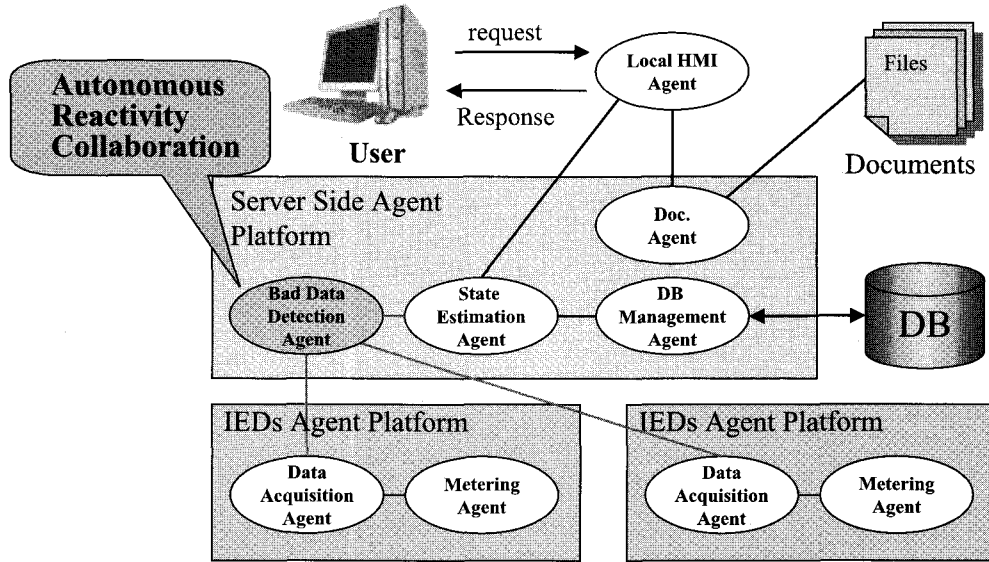 request
Response
User
Local HMI
Agent
Files
Documents
Autonomous
Reactivity
Collaboration
Server Side Agent
Platform
Doc.
Agent
Bad Data
Detection
Agent
State
Estimation
Agent
DB
Management
Agent
DB
IEDs Agent Platform
Data
Acquisition
Agent
Metering
Agent
IEDs Agent Platform
Data
Acquisition
Agent
Metering
Agent